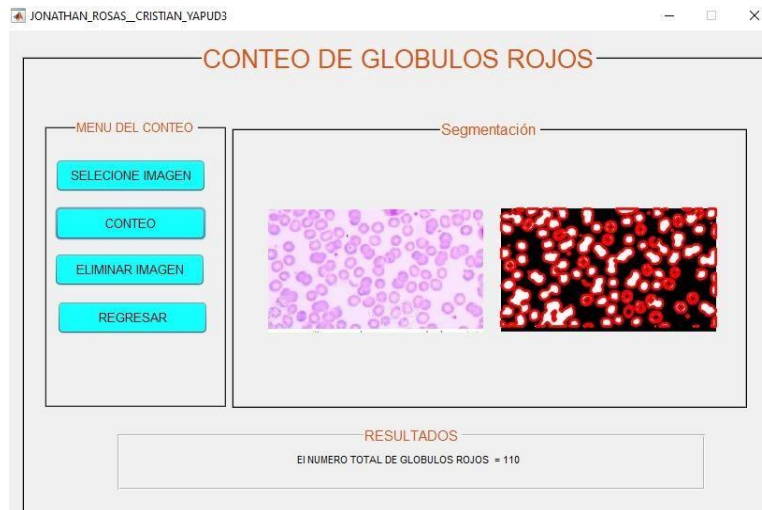 JONATHAN_ROSAS__CRISTIAN_YAPUD3
CONTEO DE GLOBULOS ROJOS
MENU DEL CONTEO
SELECIONE IMAGEN
CONTEO
ELIMINAR IMAGEN
REGRESAR
Segmentación
RESULTADOS
El NUMERO TOTAL DE GLOBULOS ROJOS = 110